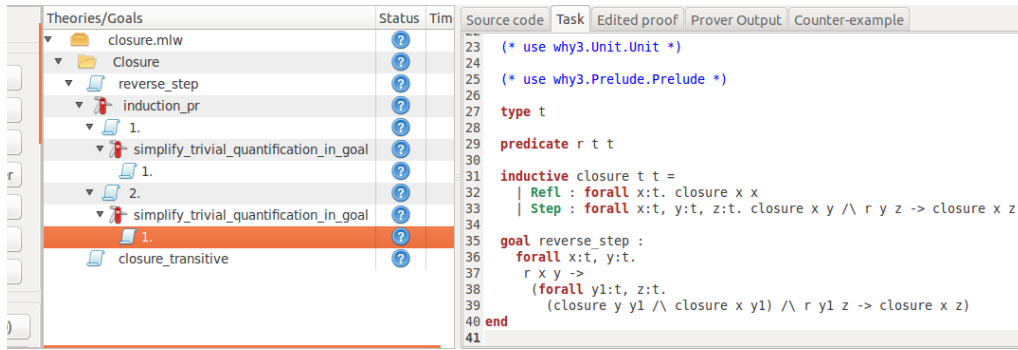 Theories/Goals Status Tim
closure.mlw
Closure
reverse_step
induction_pr
1.
simplify_trivial_quantification_in_goal
1.
2.
simplify_trivial_quantification_in_goal
1.
closure_transitive
Source code Task Edited proof Prover Output Counter-example
23 (* use why3.Unit.Unit *)
24
25 (* use why3.Prelude.Prelude *)
26
27 type t
28
29 predicate r t t
30
31 inductive closure t t =
32 | Refl : forall x:t. closure x x
33 | Step : forall x:t, y:t, z:t. closure x y /\ r y z -> closure x z
34
35 goal reverse_step :
36 forall x:t, y:t.
37 r x y ->
38 (forall y1:t, z:t.
39 (closure y y1 /\ closure x y1) /\ r y1 z -> closure x z)
40 end
41